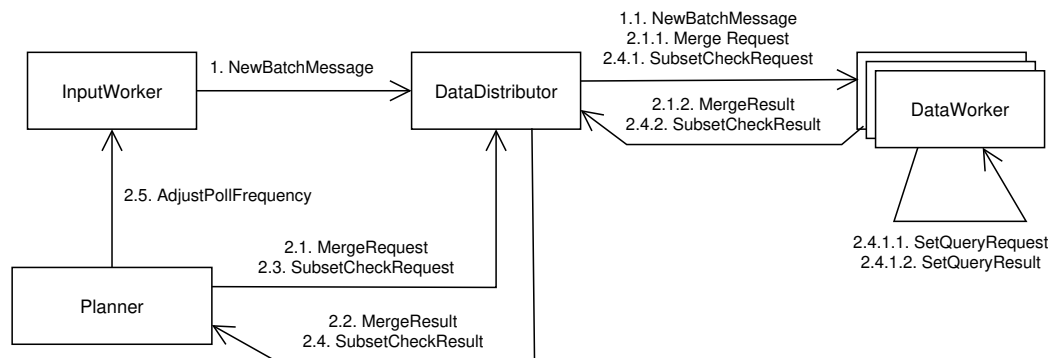 1.1. NewBatchMessage
2.1.1. Merge Request
2.4.1. SubsetCheckRequest
1. NewBatchMessage
InputWorker
DataDistributor
DataWorker
2.1.2. MergeResult
2.4.2. SubsetCheckResult
2.5. AdjustPollFrequency
2.4.1.1. SetQueryRequest
2.4.1.2. SetQueryResult
2.1. MergeRequest
2.3. SubsetCheckRequest
Planner
2.2. MergeResult
2.4. SubsetCheckResult